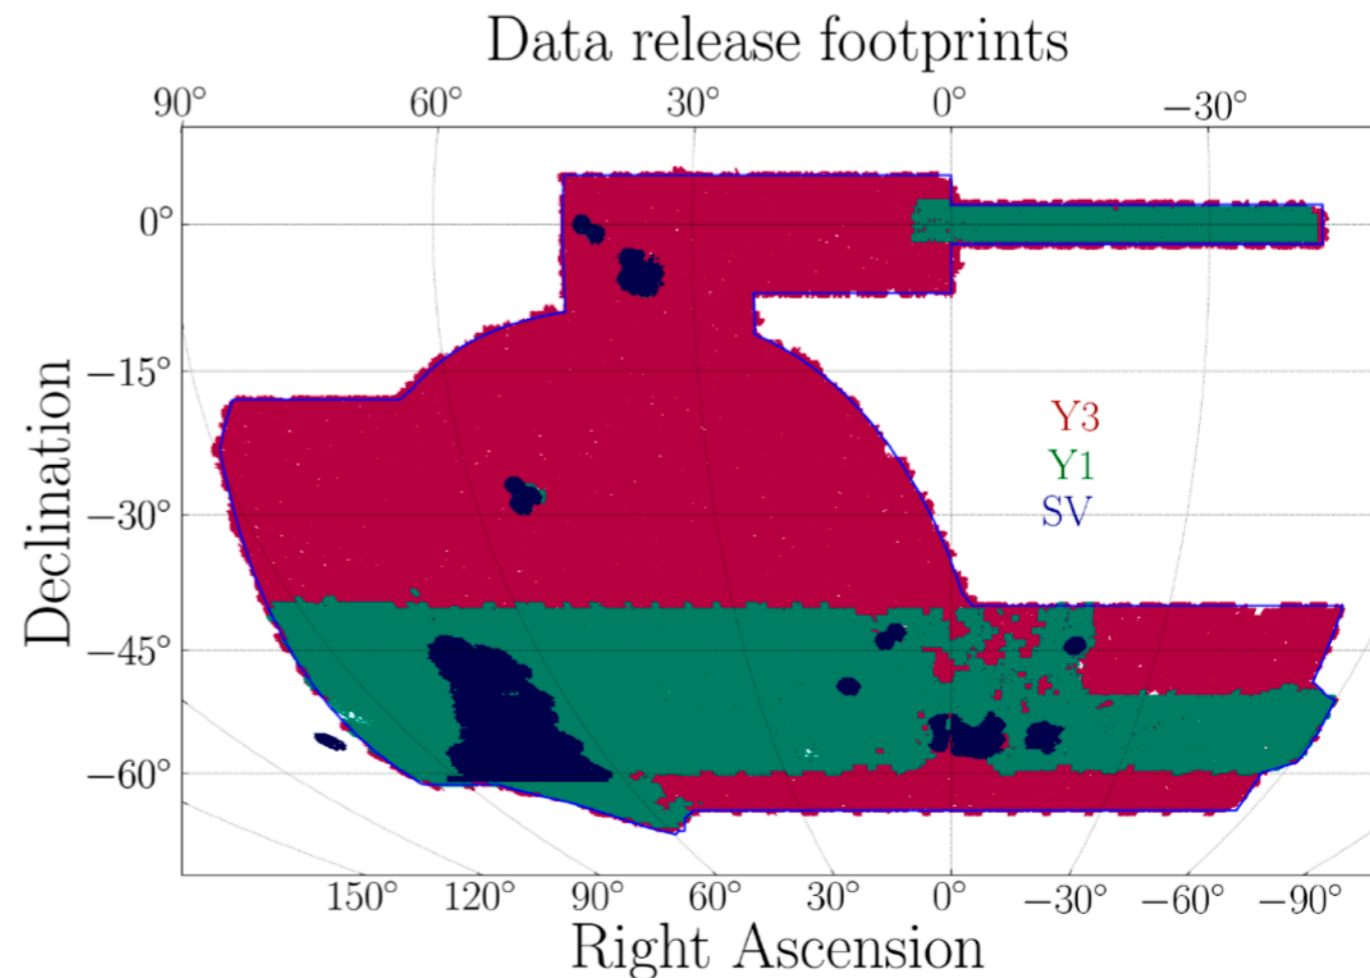 Data release footprints
90° 60° 30° 0° −30°
0°
−15°
−30°
−45°
−60°
Declination
Y3
Y1
SV
150° 120° 90° 60° 30° 0° −30° −60° −90°
Right Ascension